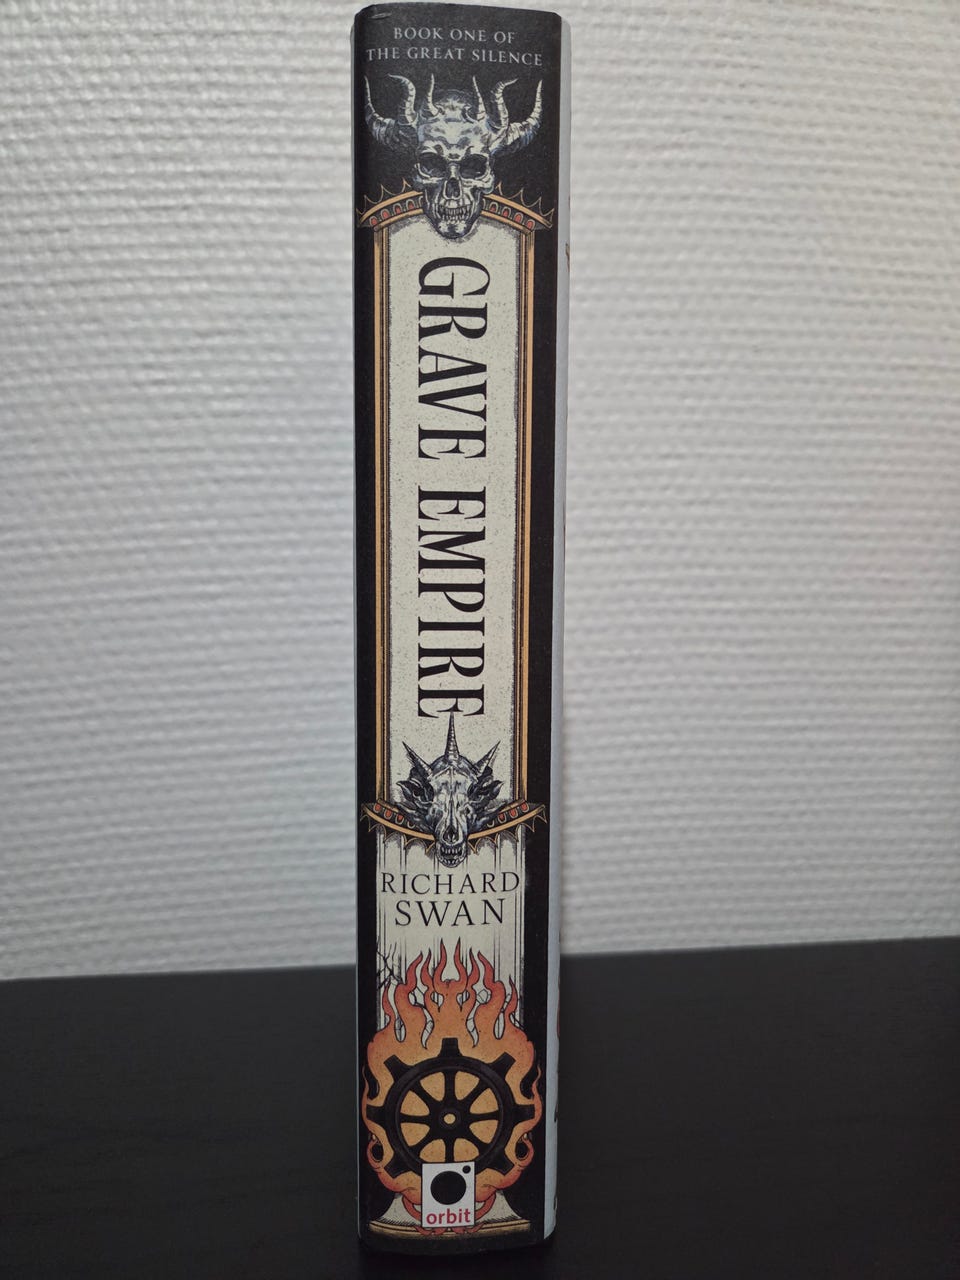 BOOK ONE OF
THE GREAT SILENCE
GRAVE EMPIRE
RICHARD
SWAN
orbit